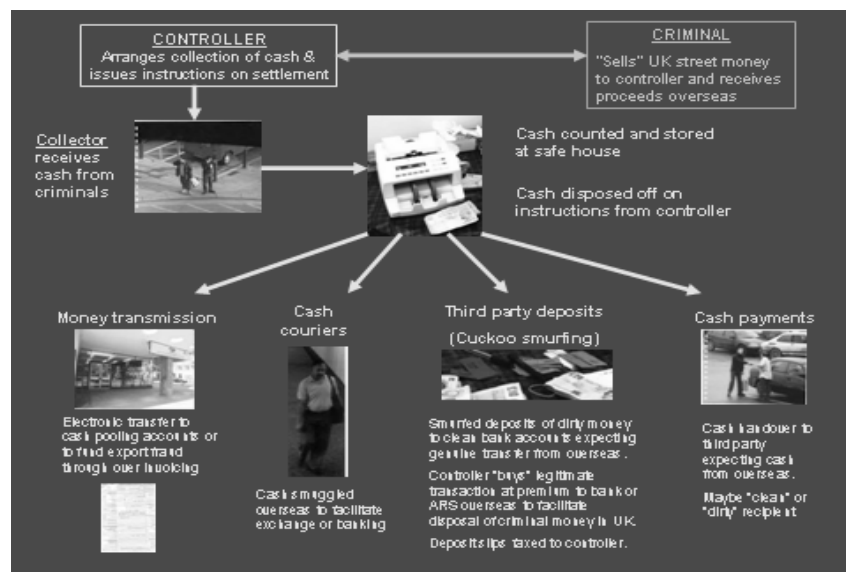 CONTROLLER
Arranges collection of cash &
issues instructions on settlement
CRIMINAL
"Sells" UK street money
to controller and receives
proceeds overseas
Collector
receives
cash from
criminals
Cash counted and stored
at safe house
Cash disposed off on
instructions from controller
Money transmission
Electronic transfer to
cash pooling accounts or
to fund export fraud
through over invoicing
Cash
couriers
Cash smuggled
overseas to facilitate
exchange or banking
Third party deposits
(Cuckoo smurfing)
Smurfed deposits of dirty money
to clean bank accounts expecting
genuine transfer from overseas.
Controller "buys" legitimate
transaction at premium to bank or
ARS overseas to facilitate
disposal of criminal money in UK.
Deposit slips faxed to controller.
Cash payments
Cash handover to
third party
expecting cash
from overseas.
Maybe "clean" or
"dirty" recipient